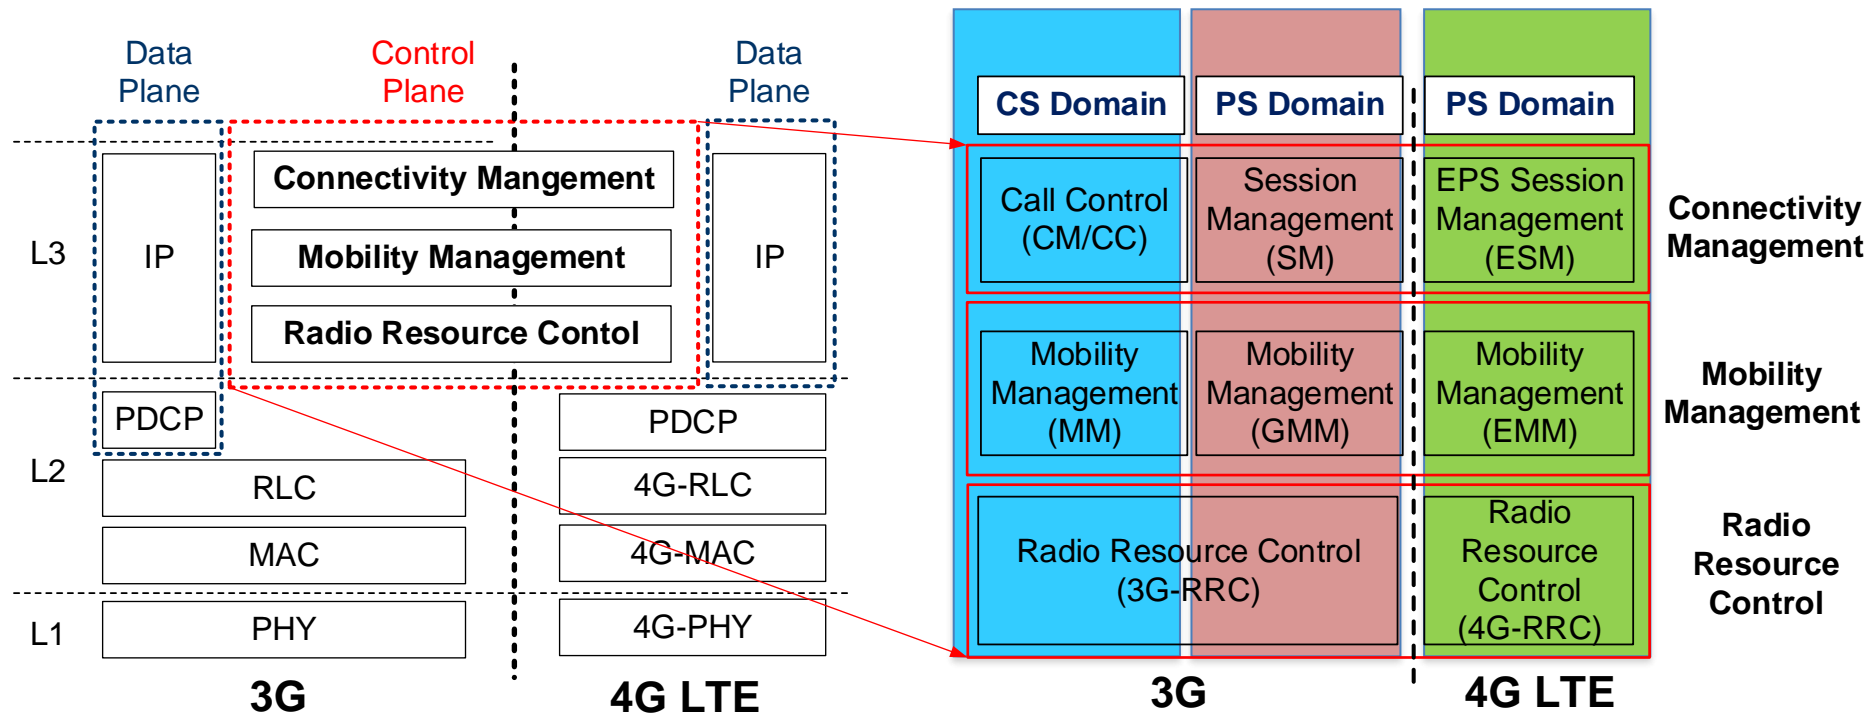 Data
Plane
Control
Plane
Data
Plane
L3
IP
Connectivity Mangement
Mobility Management
Radio Resource Contol
IP
L2
PDCP
RLC
MAC
PDCP
4G-RLC
4G-MAC
L1
PHY
4G-PHY
3G
4G LTE
CS Domain
PS Domain
PS Domain
Call Control
(CM/CC)
Session
Management
(SM)
EPS Session
Management
(ESM)
Connectivity
Management
Mobility
Management
(MM)
Mobility
Management
(GMM)
Mobility
Management
(EMM)
Mobility
Management
Radio Resource Control
(3G-RRC)
Radio
Resource
Control
(4G-RRC)
Radio
Resource
Control
3G
4G LTE